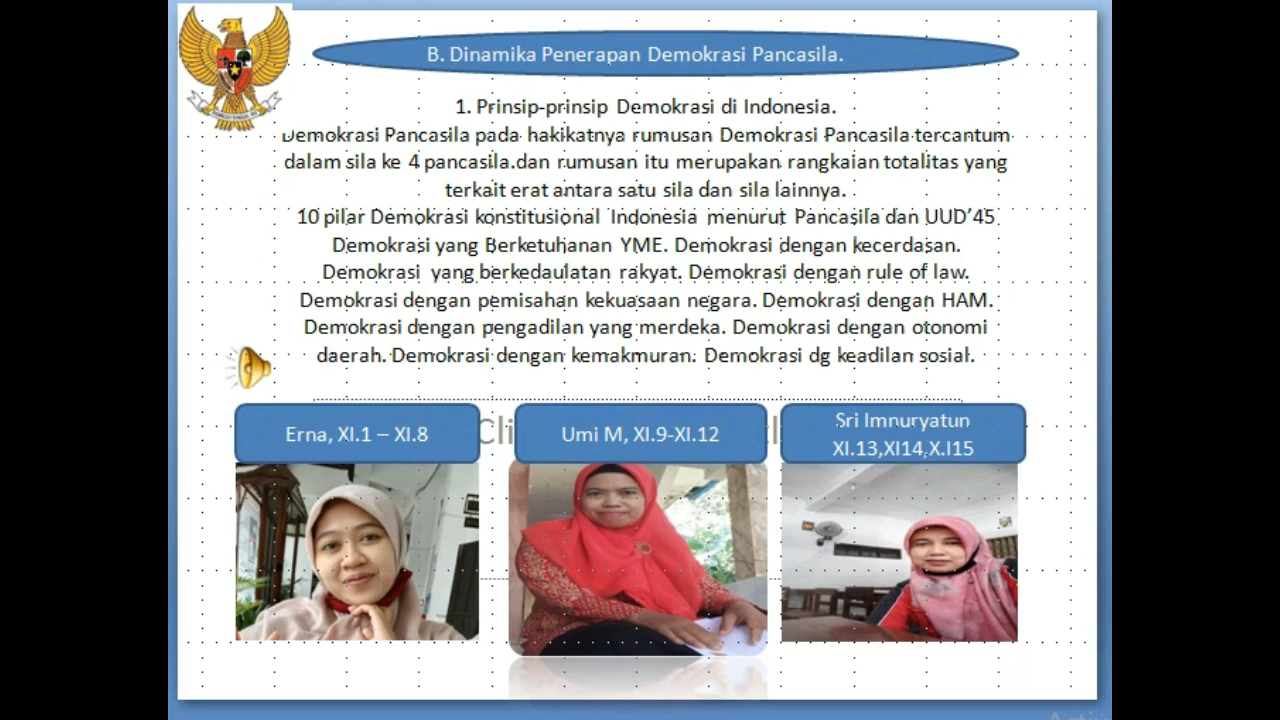 B. Dinamika Penerapan Demokrasi Pancasila.
1. Prinsip-prinsip Demokrasi di Indonesia.
Demokrasi Pancasila pada hakikatnya rumusan Demokrasi Pancasila tercantum
dalam sila ke 4 pancasila.dan rumusan itu merupakan rangkaian totalitas yang
terkait erat antara satu sila dan sila lainnya.
10 pilar Demokrasi konstitusional Indonesia menurut Pancasila dan UUD'45
Demokrasi yang Berketuhanan YME. Demokrasi dengan kecerdasan.
Demokrasi yang berkedaulatan rakyat. Demokrasi dengan rule of law.
Demokrasi dengan pemisahan kekuasaan negara. Demokrasi dengan HAM.
Demokrasi dengan pengadilan yang merdeka. Demokrasi dengan otonomi
daerah. Demokrasi dengan kemakmuran. Demokrasi dg keadilan sosial.
Erna, XI.1 – XI.8
Umi M, XI.9-XI.12
Sri Imnuryatun
XI.13,XI14,X.I15